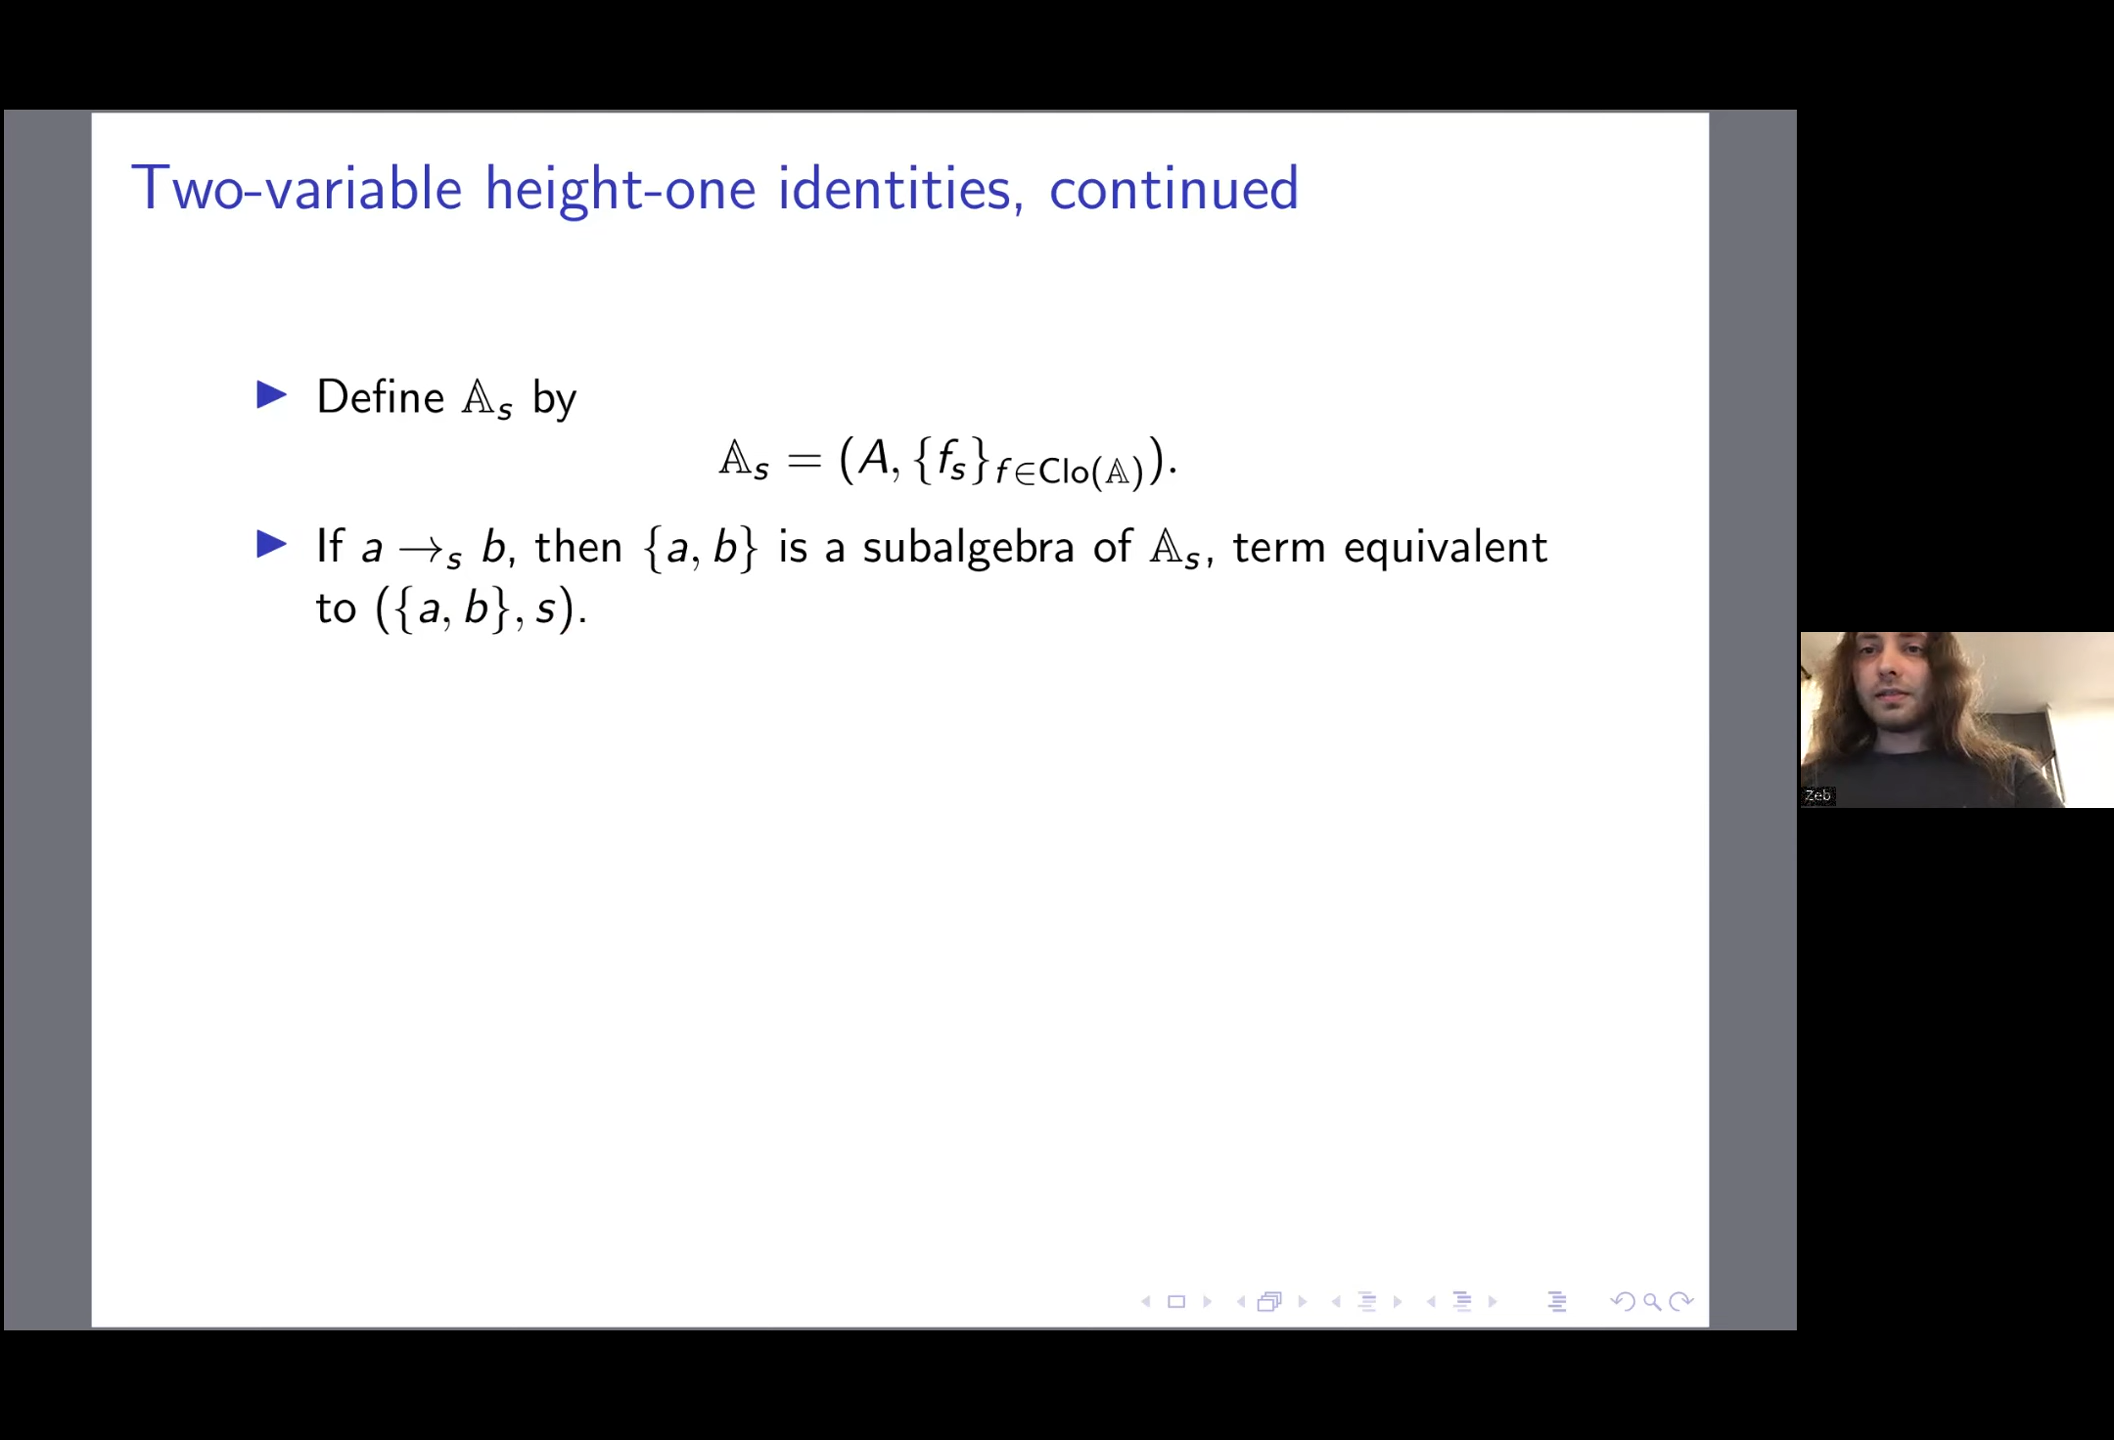 Two-variable height-one identities, continued
▶ Define 𝔸ₛ by
𝔸ₛ = (A, {fₛ}_{f∈Clo(𝔸)}).
▶ If a →ₛ b, then {a, b} is a subalgebra of 𝔸ₛ, term equivalent
to ({a, b}, s).
Zeb